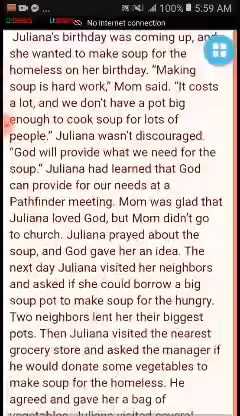 100% 5:59 AM
No internet connection
Juliana's birthday was coming up, and
she wanted to make soup for the
homeless on her birthday. “Making
soup is hard work,” Mom said. “It costs
a lot, and we don't have a pot big
enough to cook soup for lots of
people.” Juliana wasn't discouraged.
“God will provide what we need for the
soup.” Juliana had learned that God
can provide for our needs at a
Pathfinder meeting. Mom was glad that
Juliana loved God, but Mom didn't go
to church. Juliana prayed about the
soup, and God gave her an idea. The
next day Juliana visited her neighbors
and asked if she could borrow a big
soup pot to make soup for the hungry.
Two neighbors lent her their biggest
pots. Then Juliana visited the nearest
grocery store and asked the manager if
he would donate some vegetables to
make soup for the homeless. He
agreed and gave her a bag of
vegetables. Juliana visited several